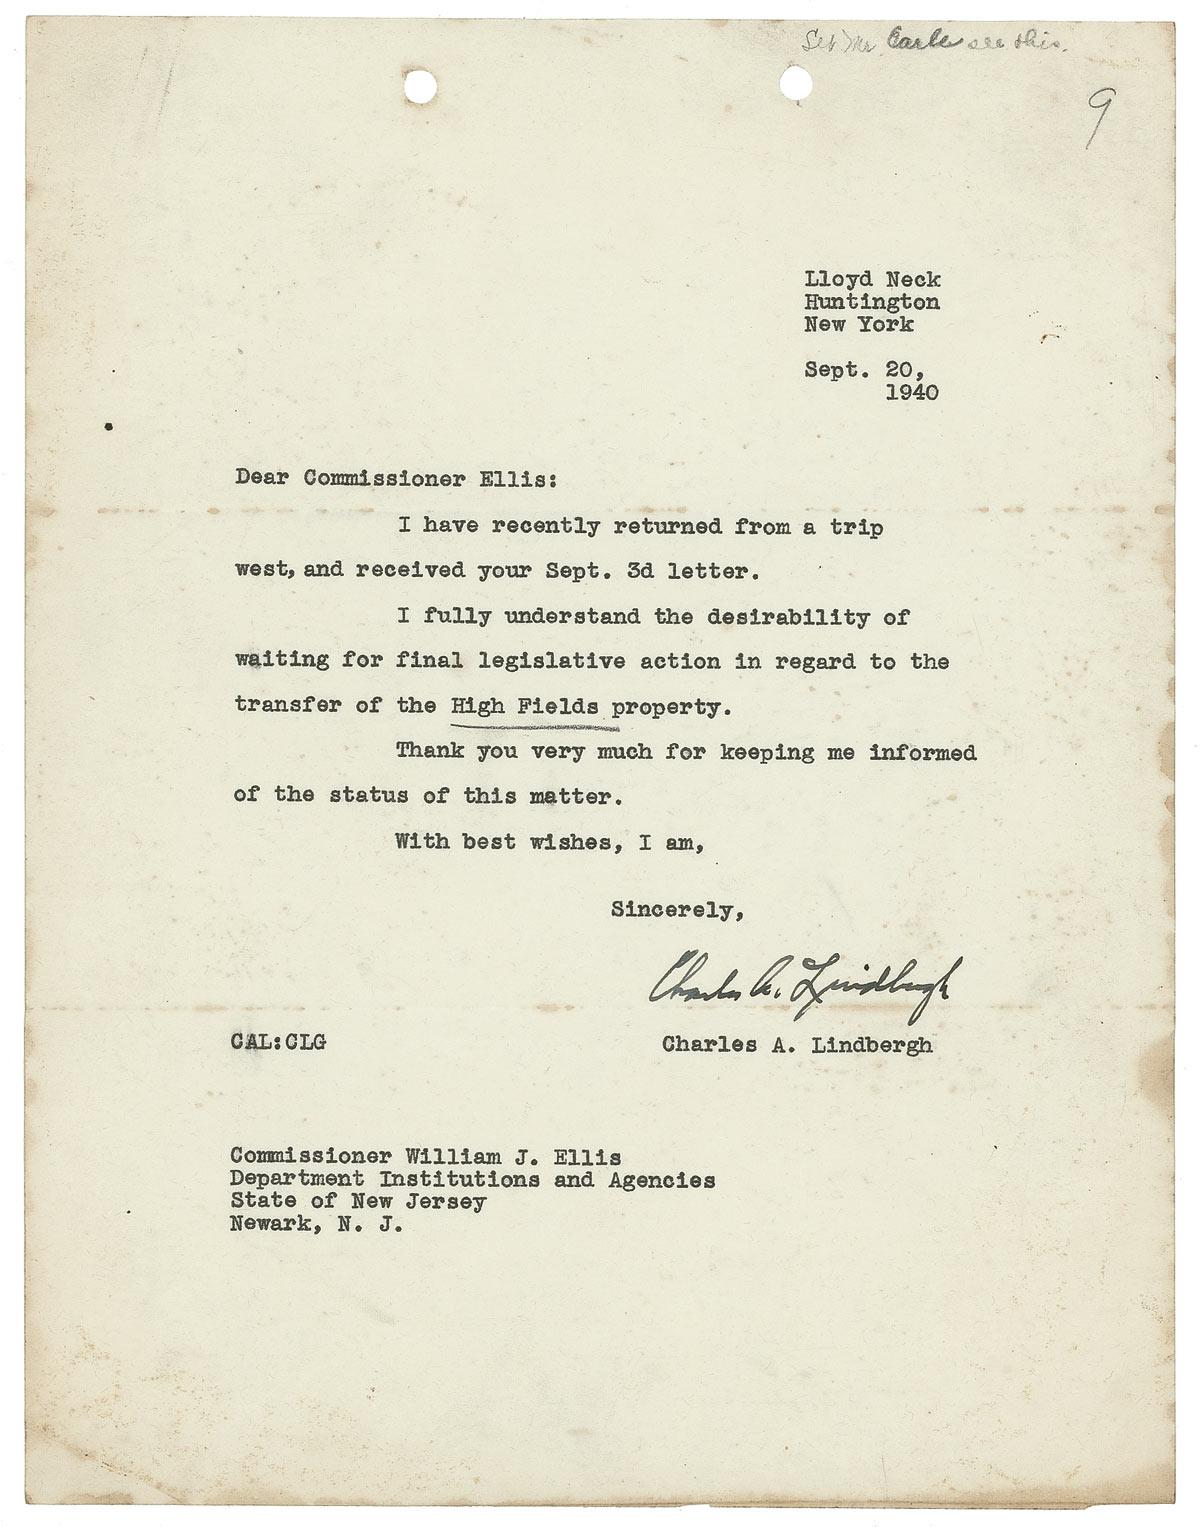 Let Mr. Earle see this.
9
Lloyd Neck
Huntington
New York
Sept. 20,
1940
Dear Commissioner Ellis:
I have recently returned from a trip
west, and received your Sept. 3d letter.
I fully understand the desirability of
waiting for final legislative action in regard to the
transfer of the High Fields property.
Thank you very much for keeping me informed
of the status of this matter.
With best wishes, I am,
Sincerely,
Charles A. Lindbergh
CAL:CLG
Charles A. Lindbergh
Commissioner William J. Ellis
Department Institutions and Agencies
State of New Jersey
Newark, N. J.